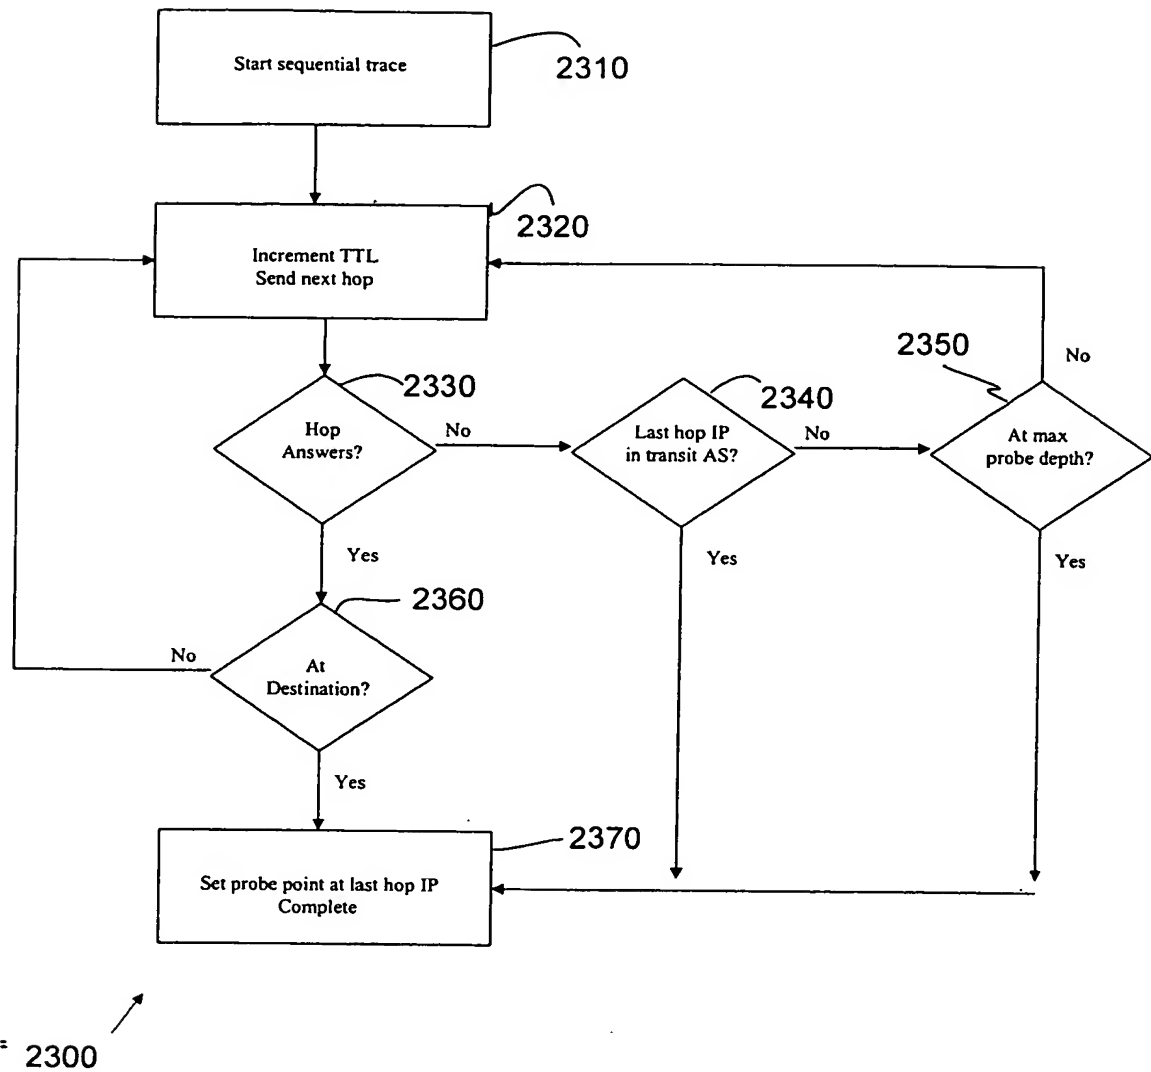 Start sequential trace
2310
2320
Increment TTL
Send next hop
2350
No
2330
2340
Hop
Answers?
No
Last hop IP
in transit AS?
No
At max
probe depth?
Yes
Yes
Yes
2360
No
At
Destination?
Yes
2370
Set probe point at last hop IP
Complete
2300